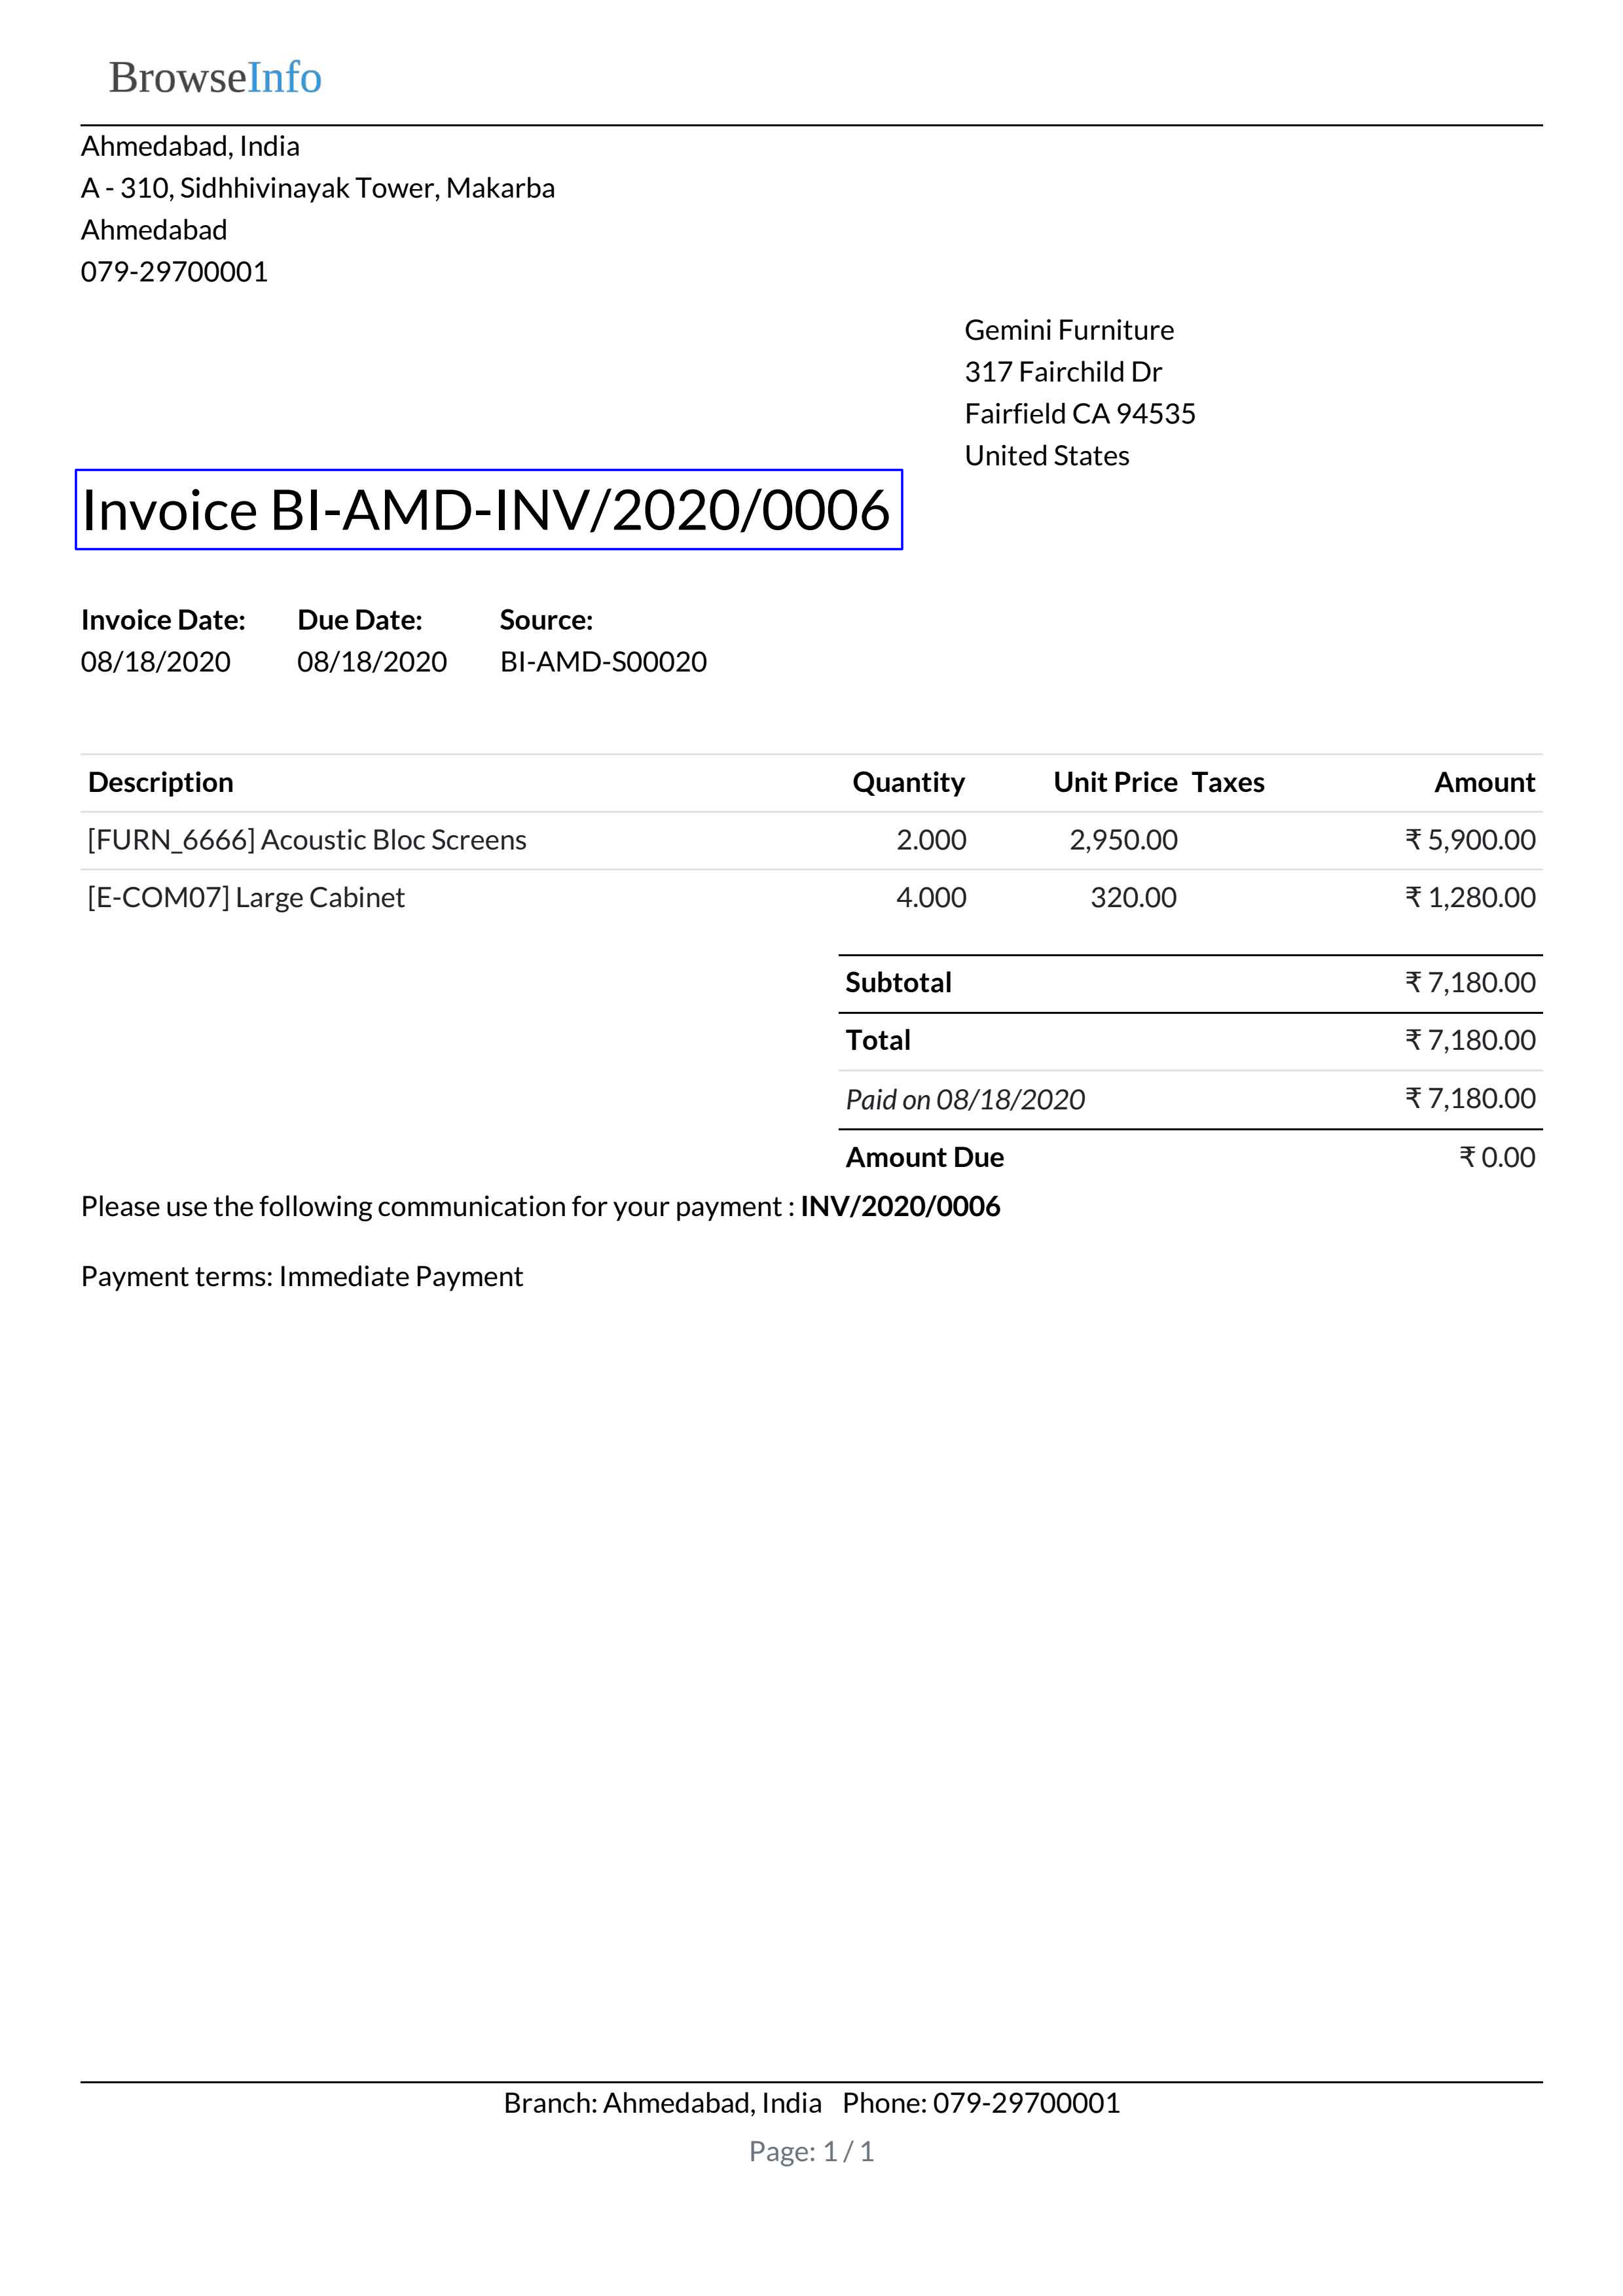 BrowseInfo
Ahmedabad, India
A - 310, Sidhhivinayak Tower, Makarba
Ahmedabad
079-29700001
Gemini Furniture
317 Fairchild Dr
Fairfield CA 94535
United States
Invoice BI-AMD-INV/2020/0006
Invoice Date: Due Date: Source:
08/18/2020 08/18/2020 BI-AMD-S00020
Description Quantity Unit Price Taxes Amount
[FURN_6666] Acoustic Bloc Screens 2.000 2,950.00 ₹ 5,900.00
[E-COM07] Large Cabinet 4.000 320.00 ₹ 1,280.00
Subtotal ₹ 7,180.00
Total ₹ 7,180.00
Paid on 08/18/2020 ₹ 7,180.00
Amount Due ₹ 0.00
Please use the following communication for your payment : INV/2020/0006
Payment terms: Immediate Payment
Branch: Ahmedabad, India Phone: 079-29700001
Page: 1 / 1